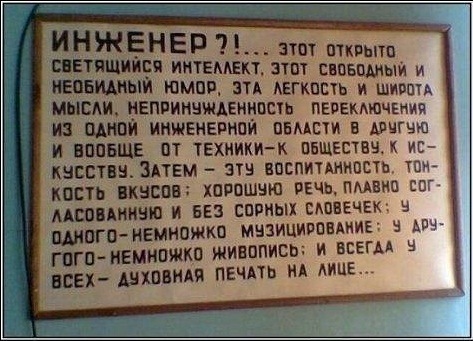 ИНЖЕНЕР?!... ЭТОТ ОТКРЫТО
СВЕТЯЩИЙСЯ ИНТЕЛЛЕКТ, ЭТОТ СВОБОДНЫЙ И
НЕОБИДНЫЙ ЮМОР, ЭТА ЛЕГКОСТЬ И ШИРОТА
МЫСЛИ, НЕПРИНУЖДЕННОСТЬ ПЕРЕКЛЮЧЕНИЯ
ИЗ ОДНОЙ ИНЖЕНЕРНОЙ ОБЛАСТИ В ДРУГУЮ
И ВООБЩЕ ОТ ТЕХНИКИ-К ОБЩЕСТВУ, К ИС-
КУССТВУ. ЗАТЕМ - ЭТУ ВОСПИТАННОСТЬ, ТОН-
КОСТЬ ВКУСОВ; ХОРОШУЮ РЕЧЬ, ПЛАВНО СОГ-
ЛАСОВАННУЮ И БЕЗ СОРНЫХ СЛОВЕЧЕК; У
ОДНОГО-НЕМНОЖКО МУЗИЦИРОВАНИЕ; У ДРУ-
ГОГО-НЕМНОЖКО ЖИВОПИСЬ; И ВСЕГДА У
ВСЕХ- ДУХОВНАЯ ПЕЧАТЬ НА ЛИЦЕ...